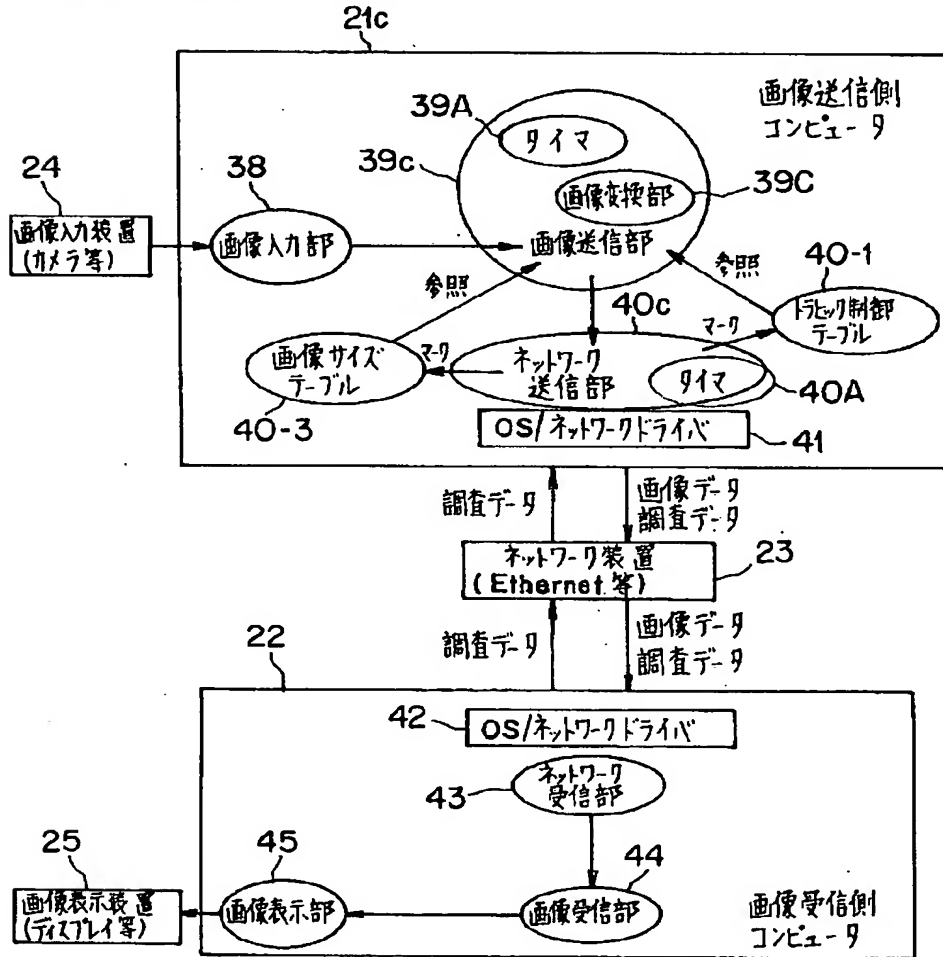 21c
画像送信側
コンピュータ
39A
タイマ
39c
画像変換部
39C
24
38
画像入力装置
(カメラ等)
画像入力部
画像送信部
40-1
参照
参照
トラヒック制御
テーブル
40c
マーク
画像サイズ
テーブル
マーク
ネットワーク
送信部
タイマ
40A
40-3
OS/ネットワークドライバ
41
調査データ
画像データ
調査データ
ネットワーク装置
(Ethernet等)
23
調査データ
画像データ
調査データ
22
42
OS/ネットワークドライバ
ネットワーク
受信部
43
25
45
44
画像表示装置
(ディスプレイ等)
画像表示部
画像受信部
画像受信側
コンピュータ